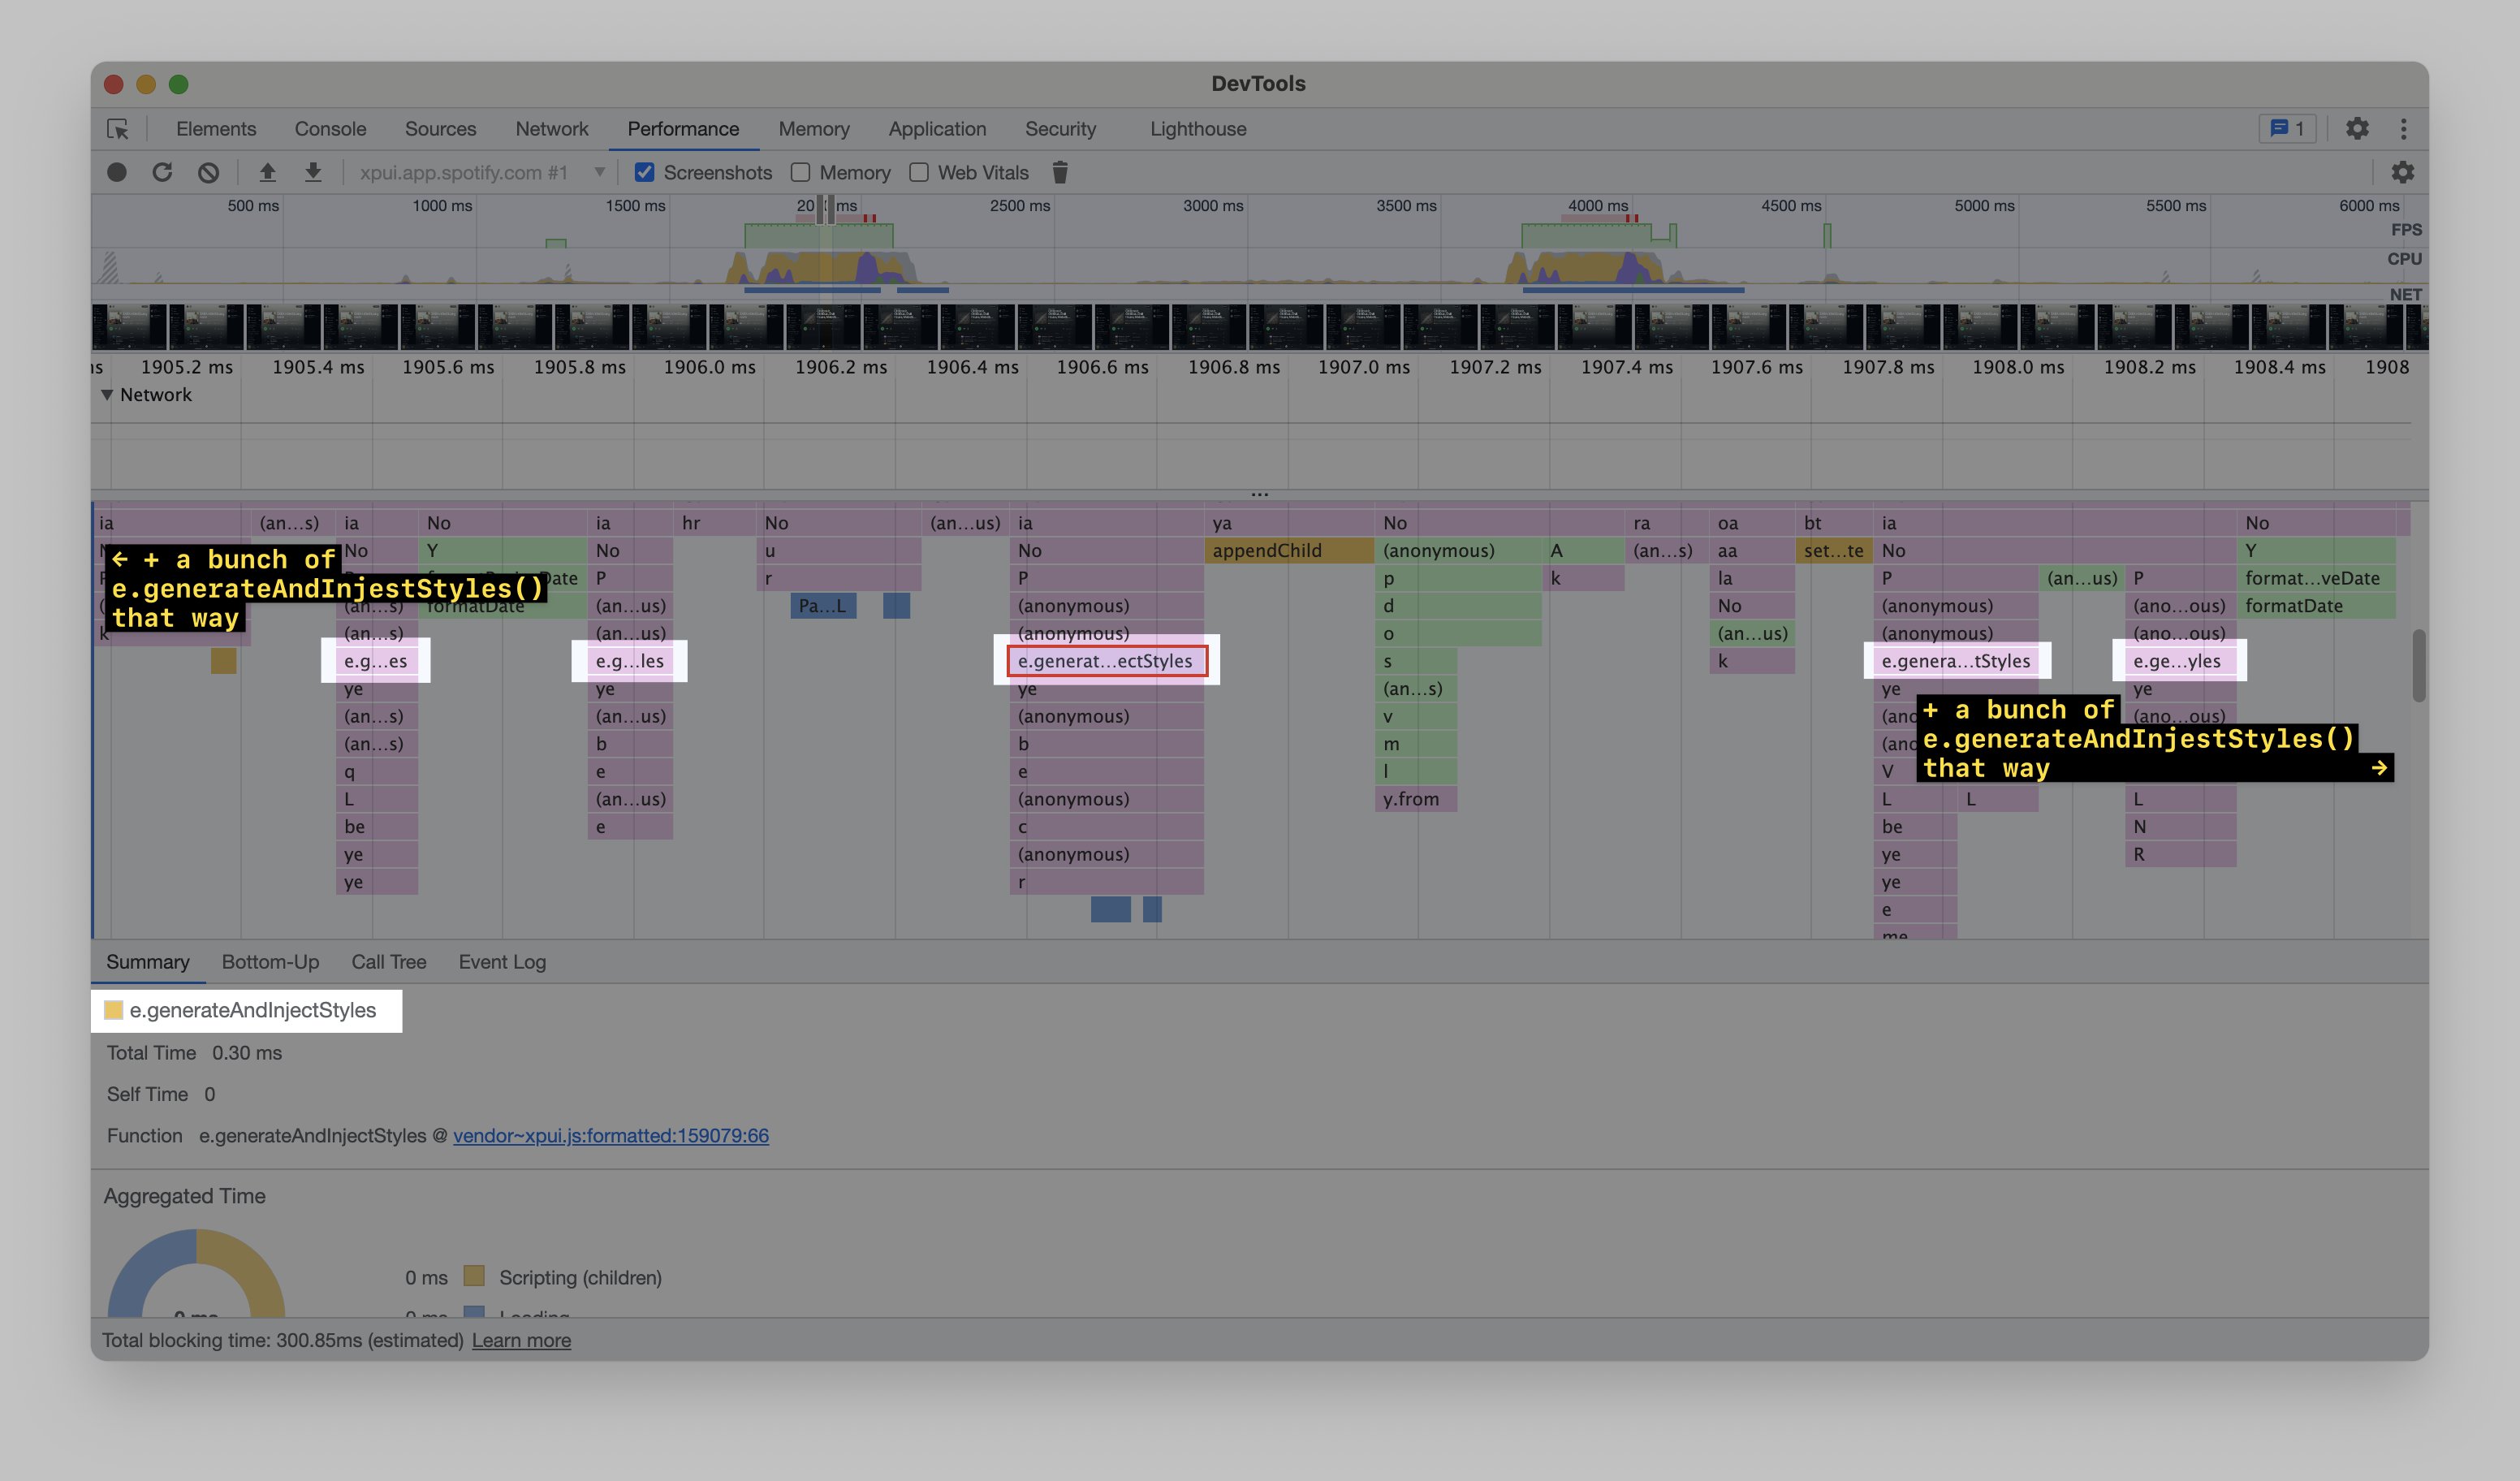 DevTools
Elements Console Sources Network Performance Memory Application Security Lighthouse 1
xpui.app.spotify.com #1 Screenshots Memory Web Vitals
500 ms 1000 ms 1500 ms 20 ms 2500 ms 3000 ms 3500 ms 4000 ms 4500 ms 5000 ms 5500 ms 6000 ms
FPS
CPU
NET
ns 1905.2 ms 1905.4 ms 1905.6 ms 1905.8 ms 1906.0 ms 1906.2 ms 1906.4 ms 1906.6 ms 1906.8 ms 1907.0 ms 1907.2 ms 1907.4 ms 1907.6 ms 1907.8 ms 1908.0 ms 1908.2 ms 1908.4 ms 1908
Network
...
ia (an...s) ia No ia hr No (an...us) ia ya No ra oa bt ia No
No Y No u No appendChild (anonymous) A (an...s) aa set...te No Y
← + a bunch of
e.generateAndInjestStyles()
that way
Date P r P p k la P (an...us) P format...veDate
(an...s) formatDate (an...us) Pa...L (anonymous) d No (anonymous) (ano...ous) formatDate
k (an...s) (an...us) (anonymous) o (an...us) (anonymous) (ano...ous)
e.g...es e.g...les e.generat...ectStyles s k e.genera...tStyles e.ge...yles
ye ye ye (an...s) ye ye
(an...s) (an...us) (anonymous) v (ano (ano...ous)
+ a bunch of
e.generateAndInjestStyles()
that way →
(an...s) b b m (ano
q e e l V
L (an...us) (anonymous) y.from L L L
be e c be N
ye (anonymous) ye R
ye r ye
e
me
Summary Bottom-Up Call Tree Event Log
e.generateAndInjectStyles
Total Time 0.30 ms
Self Time 0
Function e.generateAndInjectStyles @ vendor~xpui.js:formatted:159079:66
Aggregated Time
0 ms Scripting (children)
0 ms 0 ms Loading
Total blocking time: 300.85ms (estimated) Learn more